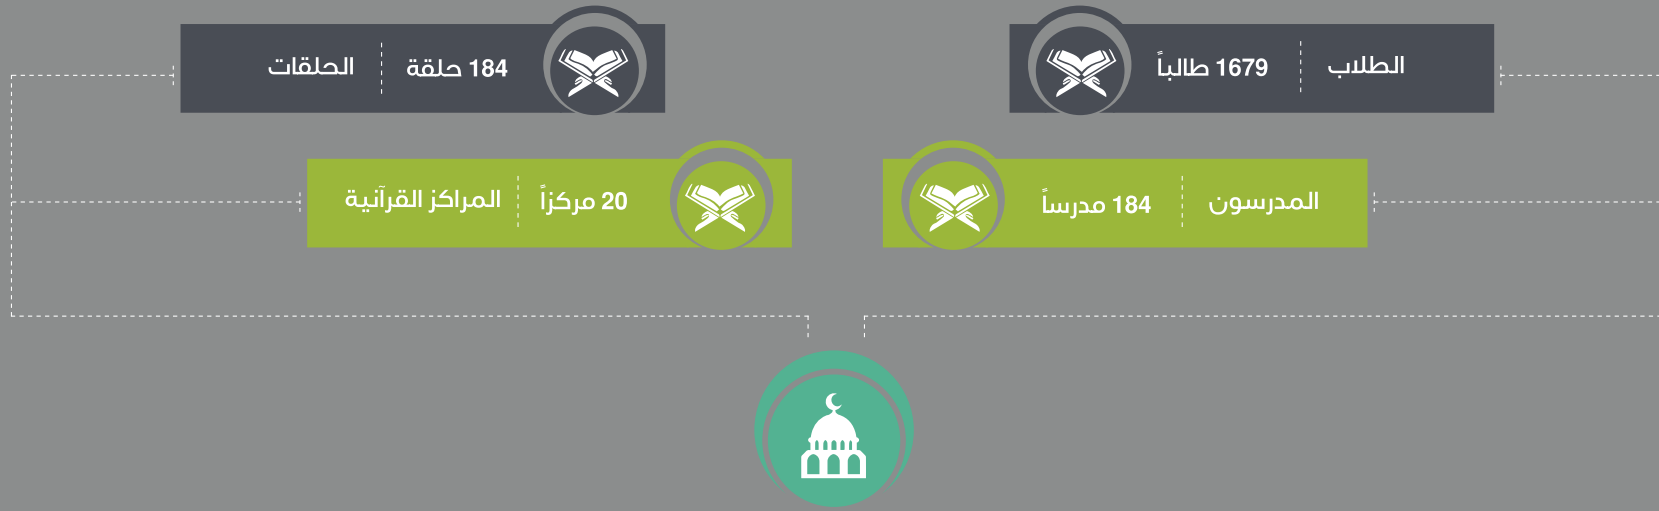 الطلاب
1679 طالباً
184 حلقة
الحلقات
المدرسون
184 مدرساً
20 مركزاً
المراكز القرآنية